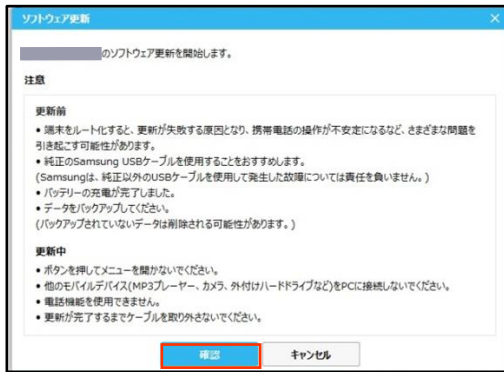 ソフトウェア更新
のソフトウェア更新を開始します。
注意
更新前
• 端末をルート化すると、更新が失敗する原因となり、携帯電話の操作が不安定になるなど、さまざまな問題を
引き起こす可能性があります。
• 純正のSamsung USBケーブルを使用することをおすすめします。
(Samsungは、純正以外のUSBケーブルを使用して発生した故障については責任を負いません。)
• バッテリーの充電が完了しました。
• データをバックアップしてください。
(バックアップされていないデータは削除される可能性があります。)
更新中
• ボタンを押してメニューを開かないでください。
• 他のモバイルデバイス(MP3プレーヤー、カメラ、外付けハードドライブなど)をPCに接続しないでください。
• 電話機能を使用できません。
• 更新が完了するまでケーブルを取り外さないでください。
確認 キャンセル